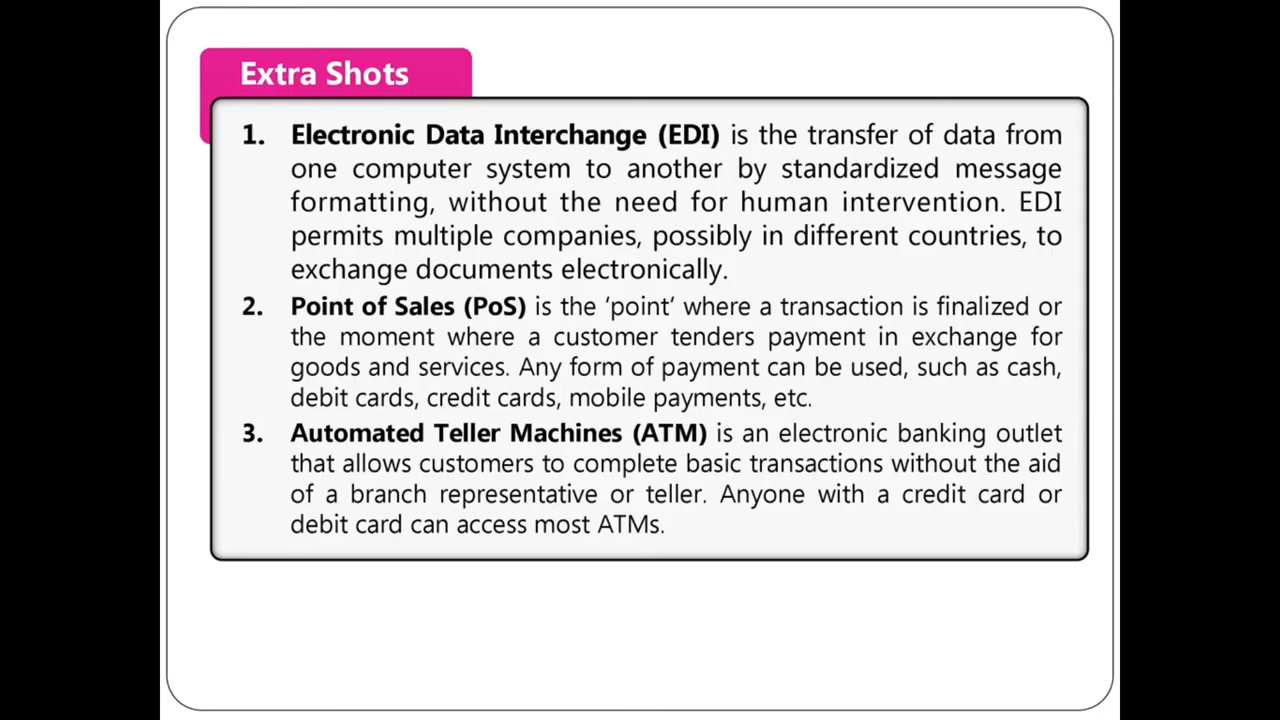 Extra Shots
1. Electronic Data Interchange (EDI) is the transfer of data from
one computer system to another by standardized message
formatting, without the need for human intervention. EDI
permits multiple companies, possibly in different countries, to
exchange documents electronically.
2. Point of Sales (PoS) is the ‘point’ where a transaction is finalized or
the moment where a customer tenders payment in exchange for
goods and services. Any form of payment can be used, such as cash,
debit cards, credit cards, mobile payments, etc.
3. Automated Teller Machines (ATM) is an electronic banking outlet
that allows customers to complete basic transactions without the aid
of a branch representative or teller. Anyone with a credit card or
debit card can access most ATMs.